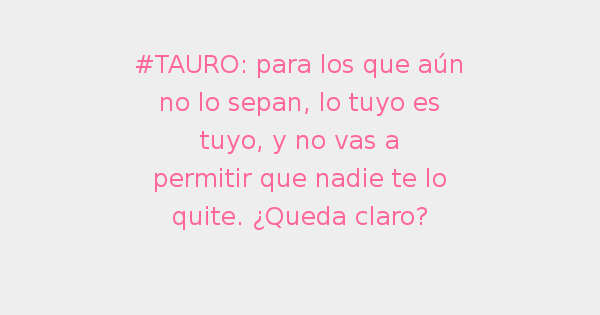 #TAURO: para los que aún
no lo sepan, lo tuyo es
tuyo, y no vas a
permitir que nadie te lo
quite. ¿Queda claro?